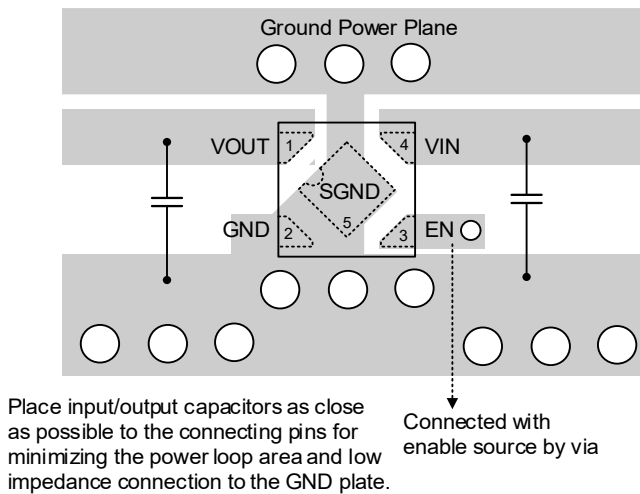 Ground Power Plane
VOUT
1
4
VIN
SGND
5
GND
2
3
EN
Place input/output capacitors as close
as possible to the connecting pins for
minimizing the power loop area and low
impedance connection to the GND plate.
Connected with
enable source by via